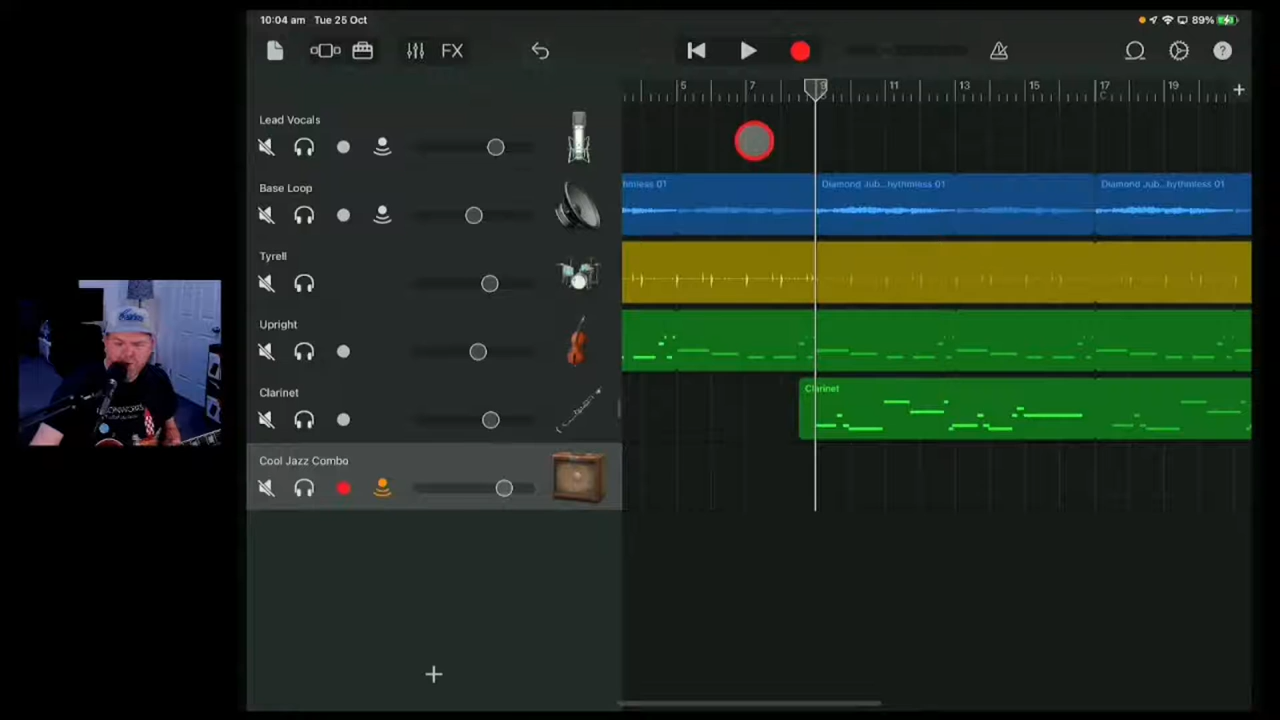 10:04 am Tue 25 Oct
89%
FX
?
5 7 9 11 13 15 17 19 +
C
Lead Vocals
Base Loop
hmless 01
Diamond Jub...hythmless 01
Diamond Jub...hythmless 01
Tyrell
Upright
Clarinet
Clarinet
Cool Jazz Combo
+